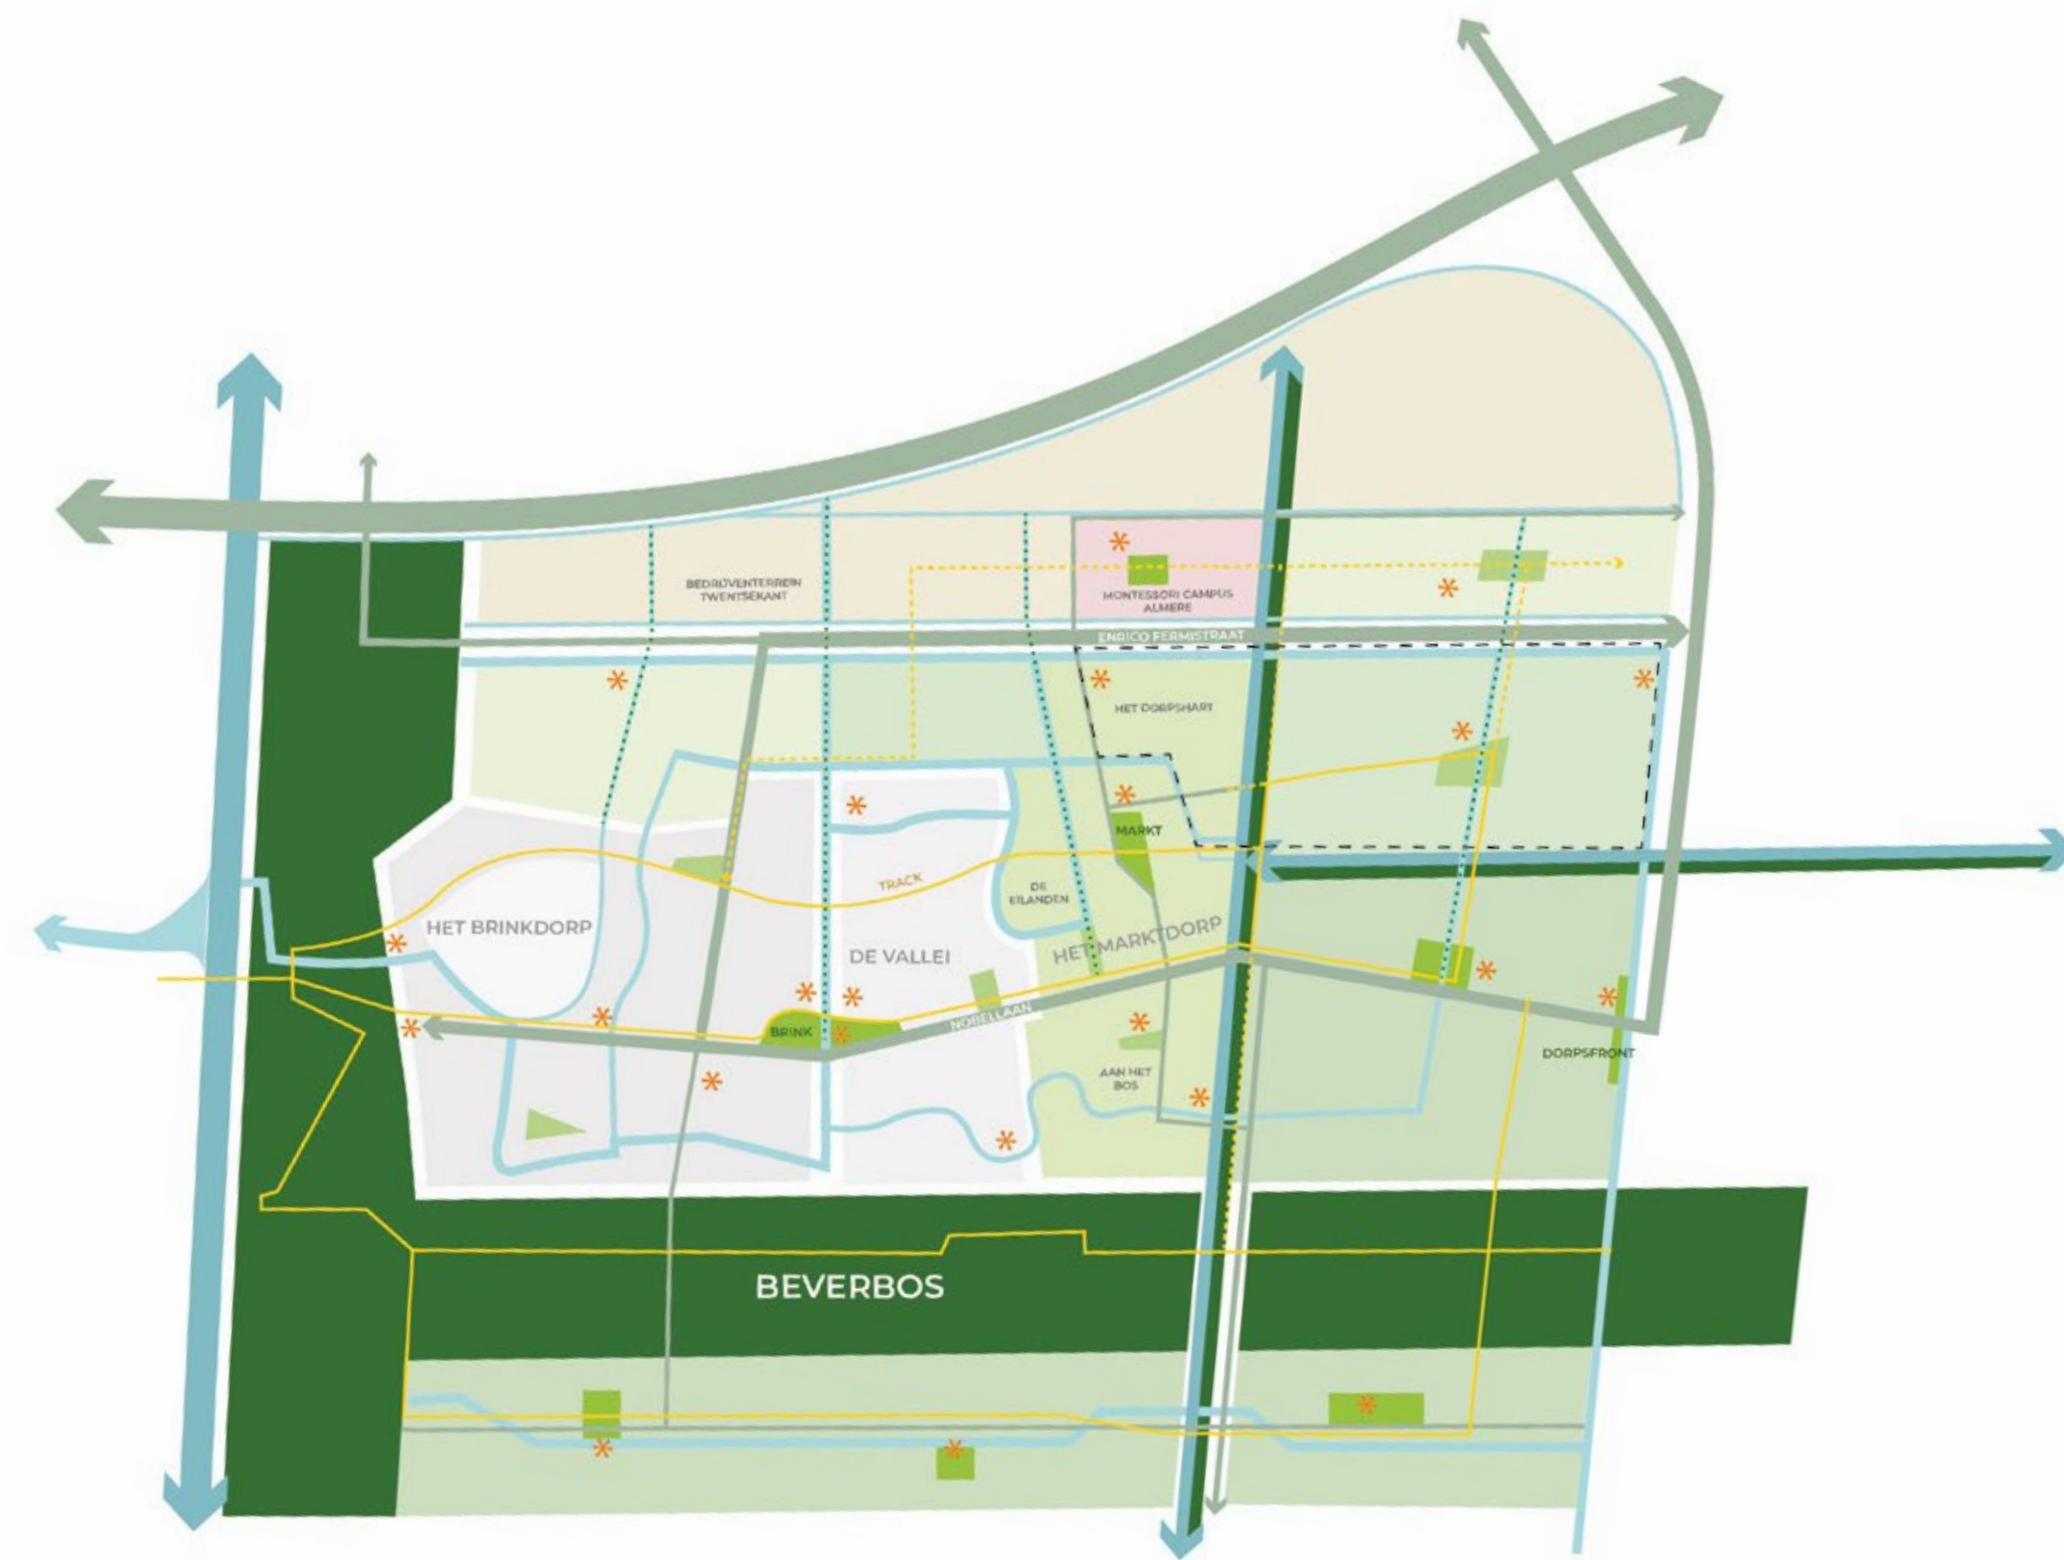 BEDRIJVENTERREIN
TWENTSEKANT
MONTESSORI CAMPUS
ALMERE
ENRICO FERMISTRAAT
HET DORPSHART
MARKT
TRACK
DE
EILANDEN
HET BRINKDORP
DE VALLEI
HET MARKTDORP
NOBELLAAN
BRINK
DORPSFRONT
AAN HET
BOS
BEVERBOS